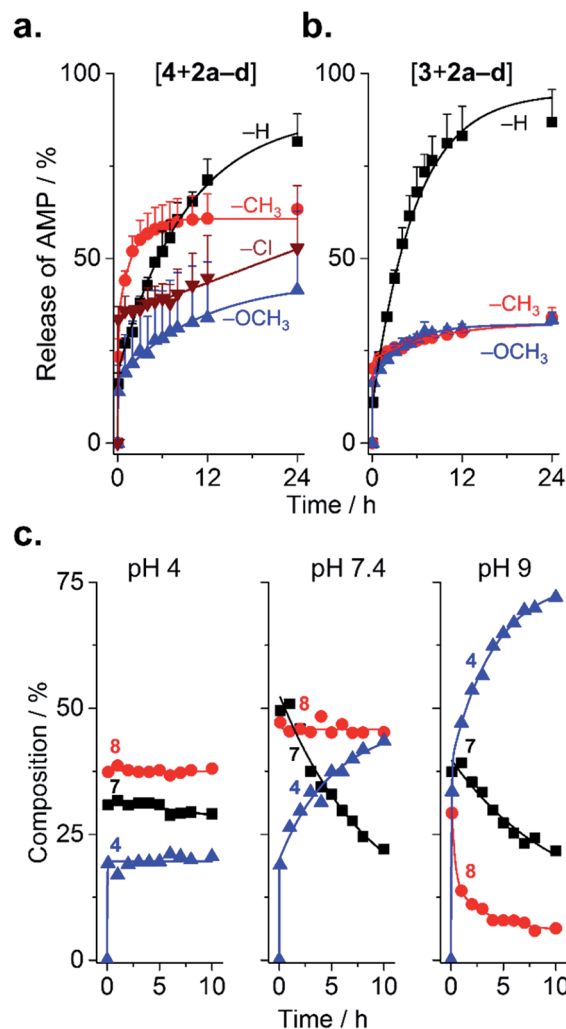 a.
b.
[4+2a–d]
[3+2a–d]
100
50
0
Release of AMP / %
–H
–CH3
–Cl
–OCH3
0
12
24
100
50
0
–H
–CH3
–OCH3
0
12
24
Time / h
c.
pH 4
pH 7.4
pH 9
75
50
25
0
Composition / %
8
7
4
8
7
4
4
7
8
0
5
10
0
5
10
0
5
10
Time / h
Time / h
Time / h